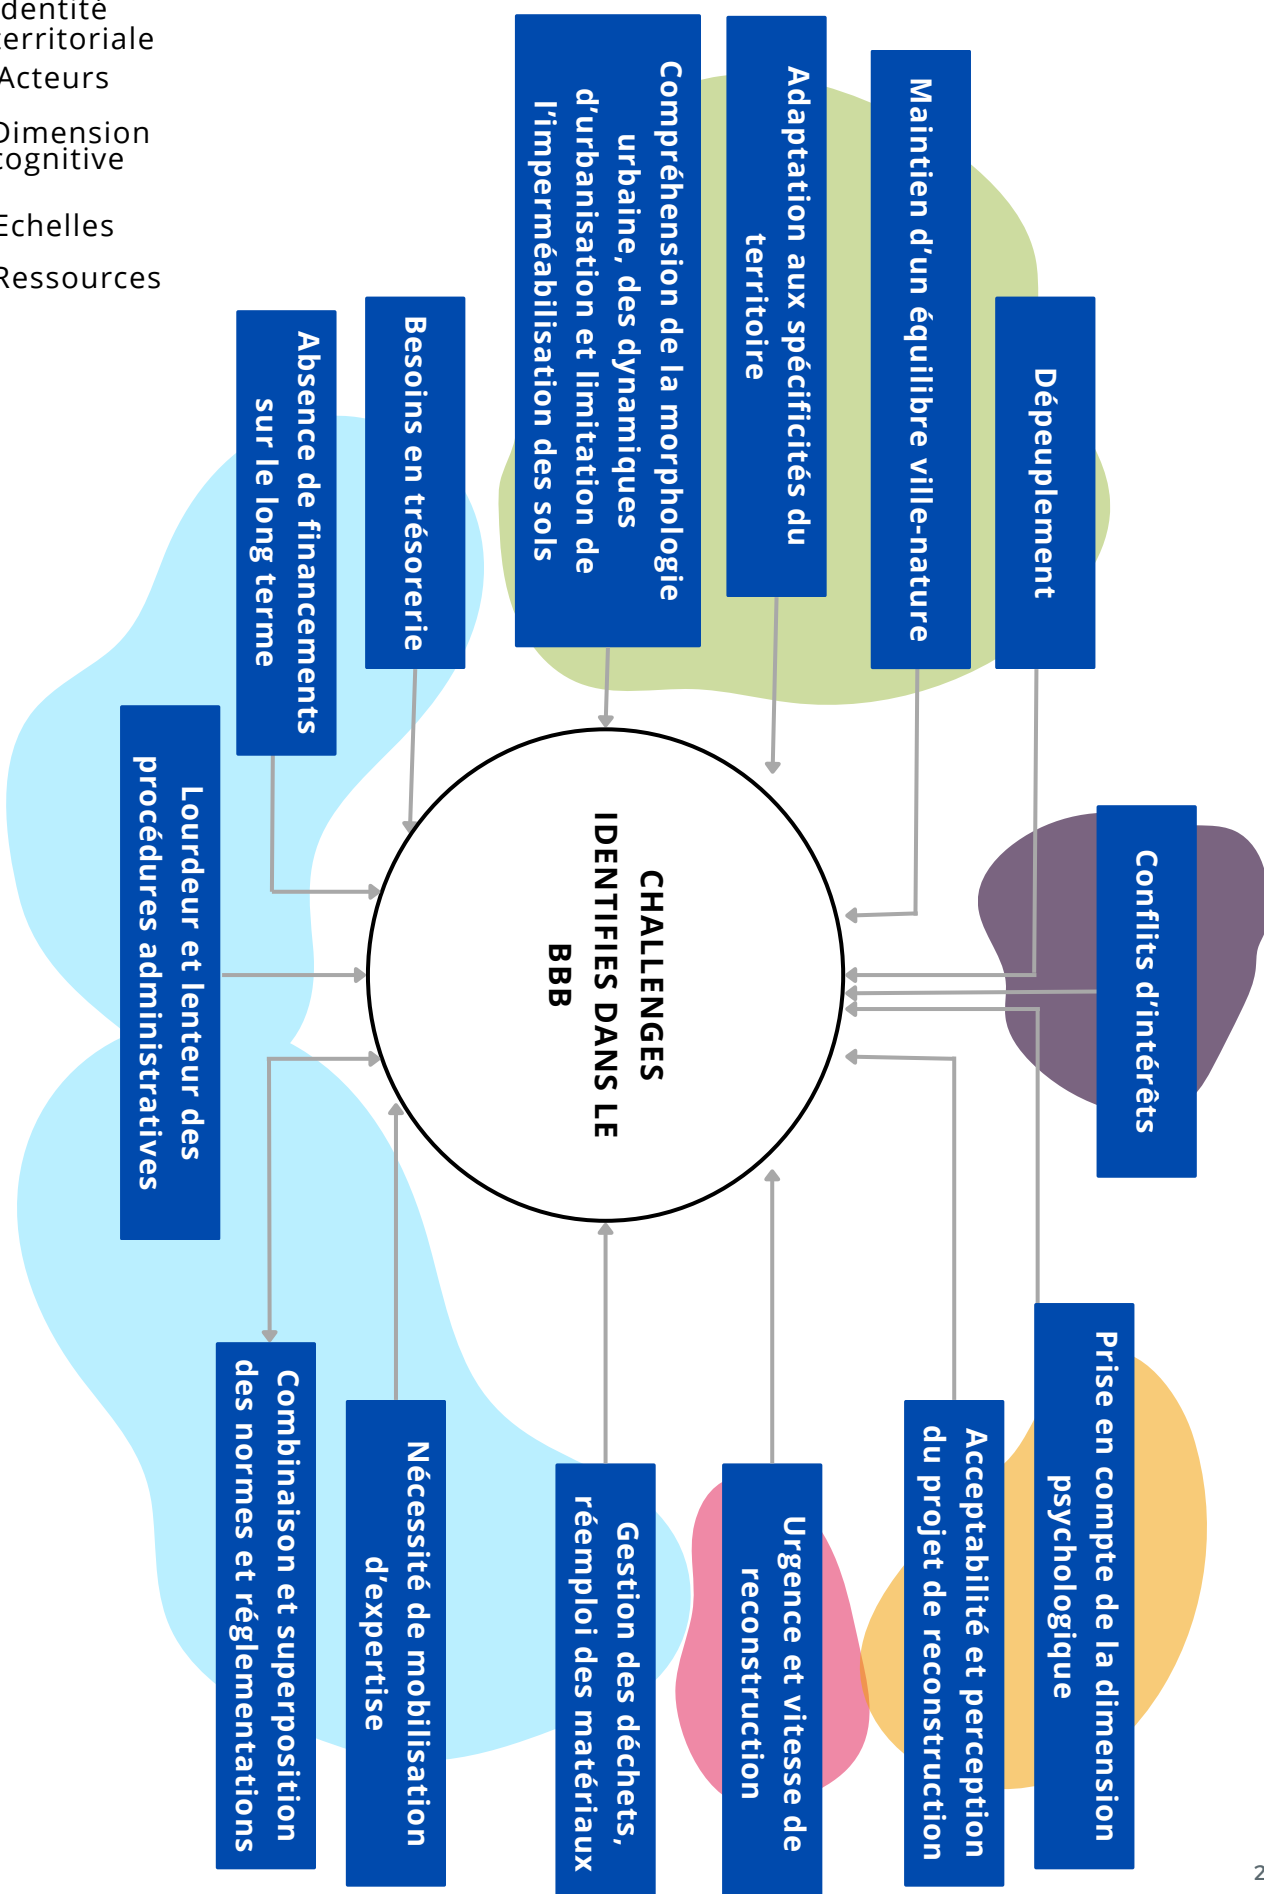 dentité
territoriale
Acteurs
Dimension
cognitive
Echelles
Ressources
Compréhension de la morphologie
urbaine, des dynamiques
d'urbanisation et limitation de
l'imperméabilisation des sols
Adaptation aux spécificités du
territoire
Maintien d'un équilibre ville-nature
Dépeuplement
Besoins en trésorerie
Absence de financements
sur le long terme
Lourdeur et lenteur des
procédures administratives
CHALLENGES
IDENTIFIES DANS LE
BBB
Conflits d'intérêts
Prise en compte de la dimension
psychologique
Acceptabilité et perception
du projet de reconstruction
Urgence et vitesse de
reconstruction
Gestion des déchets,
réemploi des matériaux
Nécessité de mobilisation
d'expertise
Combinaison et superposition
des normes et réglementations
2